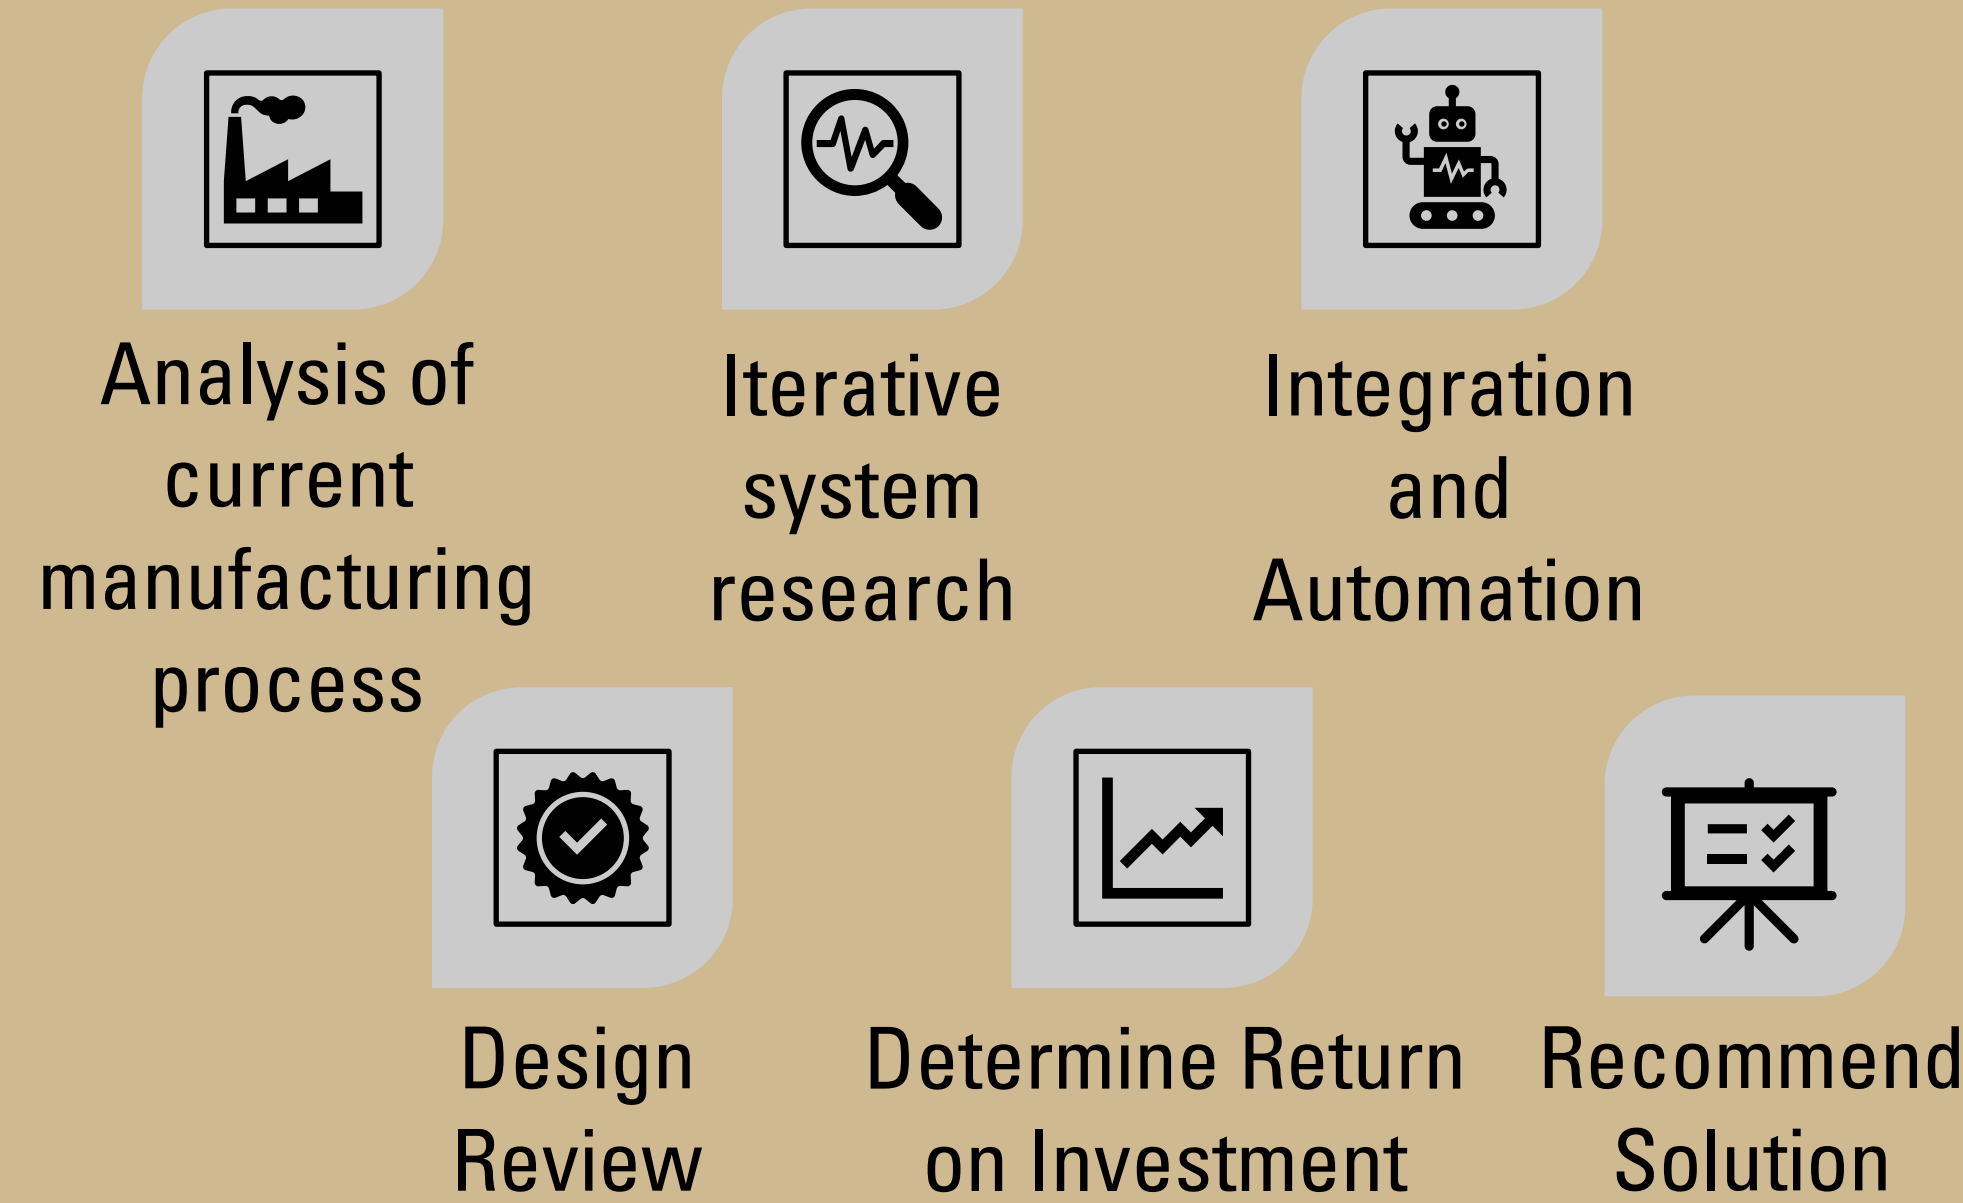 Analysis of
current
manufacturing
process
Iterative
system
research
Integration
and
Automation
Design
Review
Determine Return
on Investment
Recommend
Solution